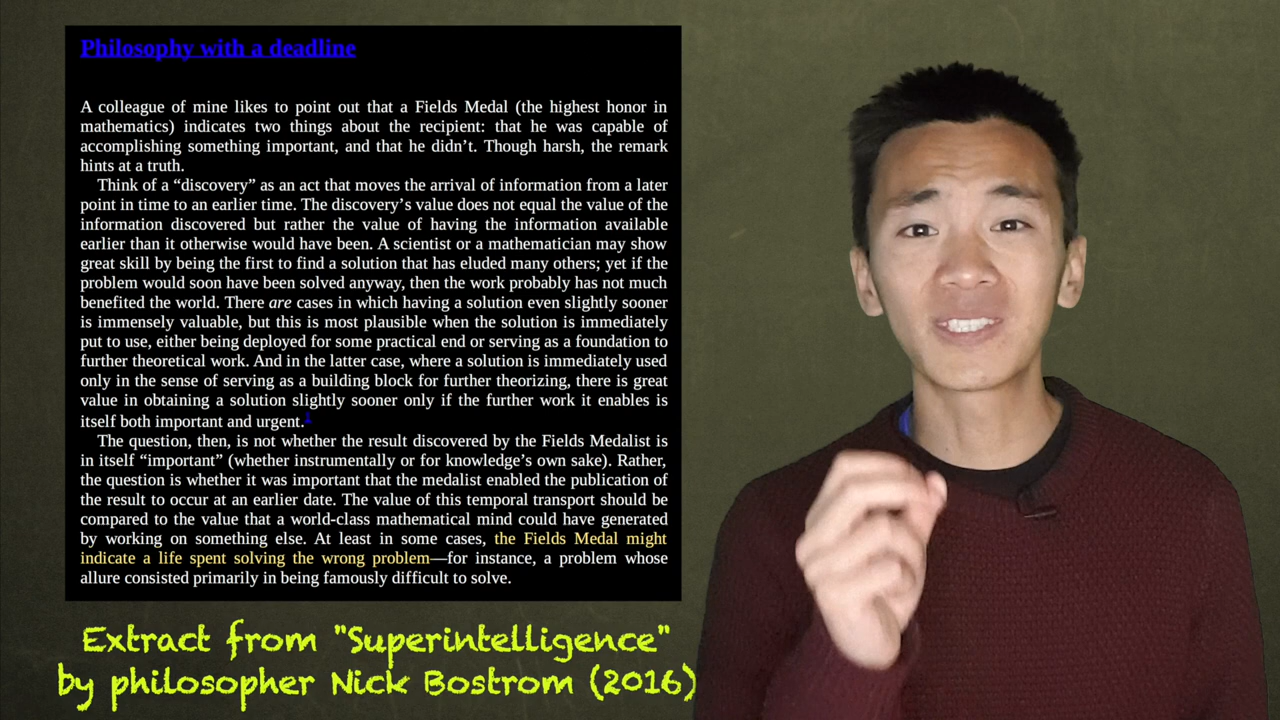 Philosophy with a deadline
A colleague of mine likes to point out that a Fields Medal (the highest honor in
mathematics) indicates two things about the recipient: that he was capable of
accomplishing something important, and that he didn't. Though harsh, the remark
hints at a truth.
Think of a “discovery” as an act that moves the arrival of information from a later
point in time to an earlier time. The discovery's value does not equal the value of the
information discovered but rather the value of having the information available
earlier than it otherwise would have been. A scientist or a mathematician may show
great skill by being the first to find a solution that has eluded many others; yet if the
problem would soon have been solved anyway, then the work probably has not much
benefited the world. There are cases in which having a solution even slightly sooner
is immensely valuable, but this is most plausible when the solution is immediately
put to use, either being deployed for some practical end or serving as a foundation to
further theoretical work. And in the latter case, where a solution is immediately used
only in the sense of serving as a building block for further theorizing, there is great
value in obtaining a solution slightly sooner only if the further work it enables is
itself both important and urgent.1
The question, then, is not whether the result discovered by the Fields Medalist is
in itself “important” (whether instrumentally or for knowledge's own sake). Rather,
the question is whether it was important that the medalist enabled the publication of
the result to occur at an earlier date. The value of this temporal transport should be
compared to the value that a world-class mathematical mind could have generated
by working on something else. At least in some cases, the Fields Medal might
indicate a life spent solving the wrong problem—for instance, a problem whose
allure consisted primarily in being famously difficult to solve.
Extract from "Superintelligence"
by philosopher Nick Bostrom (2016)